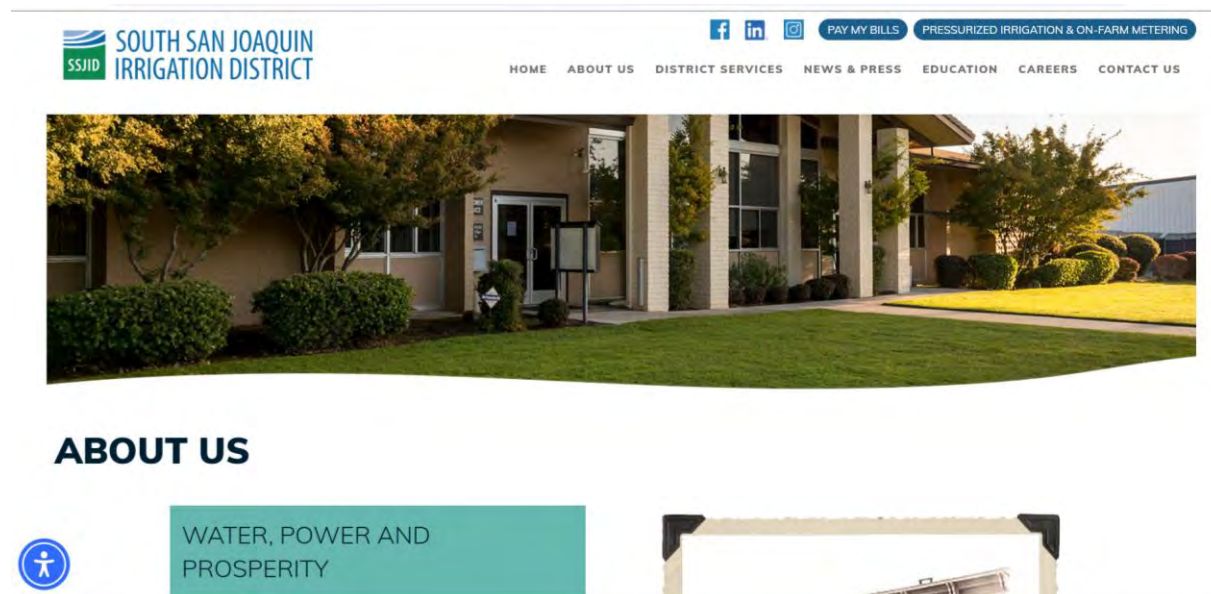 SSJID
SOUTH SAN JOAQUIN
IRRIGATION DISTRICT
PAY MY BILLS
PRESSURIZED IRRIGATION & ON-FARM METERING
HOME ABOUT US DISTRICT SERVICES NEWS & PRESS EDUCATION CAREERS CONTACT US
ABOUT US
WATER, POWER AND
PROSPERITY